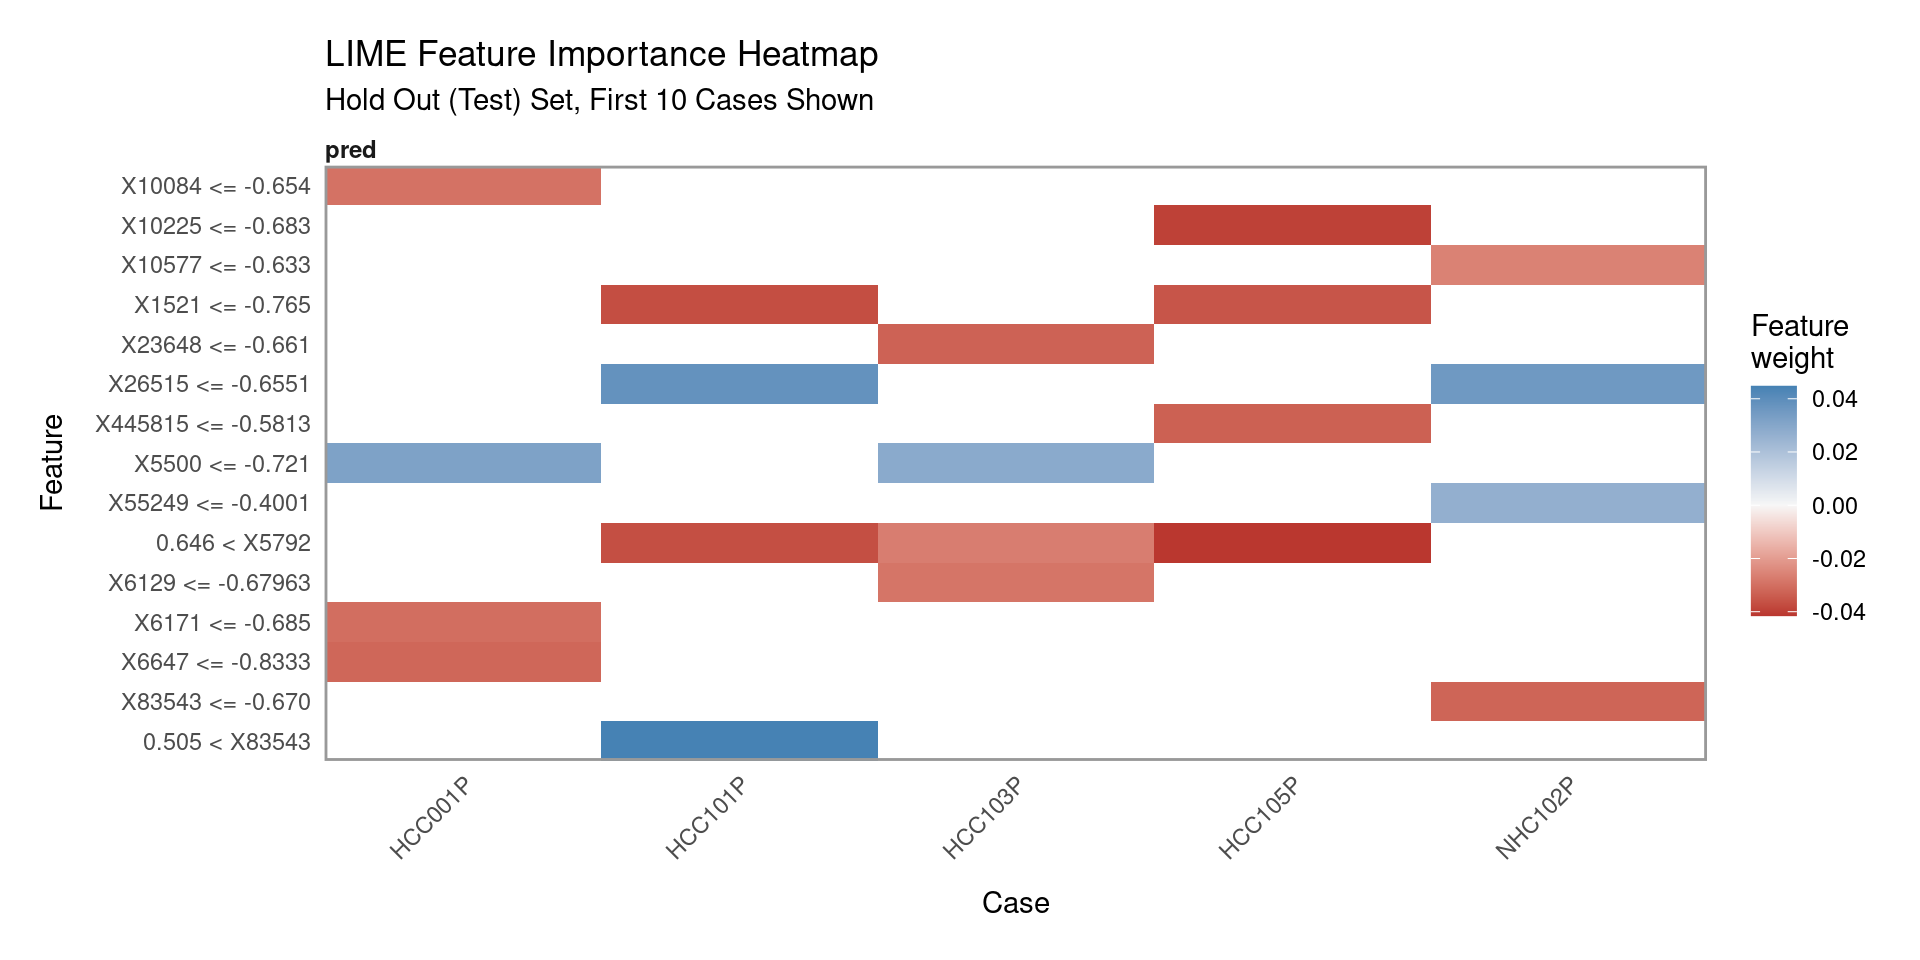 LIME Feature Importance Heatmap
Hold Out (Test) Set, First 10 Cases Shown
pred
Feature
X10084 <= -0.654
X10225 <= -0.683
X10577 <= -0.633
X1521 <= -0.765
X23648 <= -0.661
X26515 <= -0.6551
X445815 <= -0.5813
X5500 <= -0.721
X55249 <= -0.4001
0.646 < X5792
X6129 <= -0.67963
X6171 <= -0.685
X6647 <= -0.8333
X83543 <= -0.670
0.505 < X83543
HCC001P
HCC101P
HCC103P
HCC105P
NHC102P
Case
Feature
weight
0.04
0.02
0.00
-0.02
-0.04